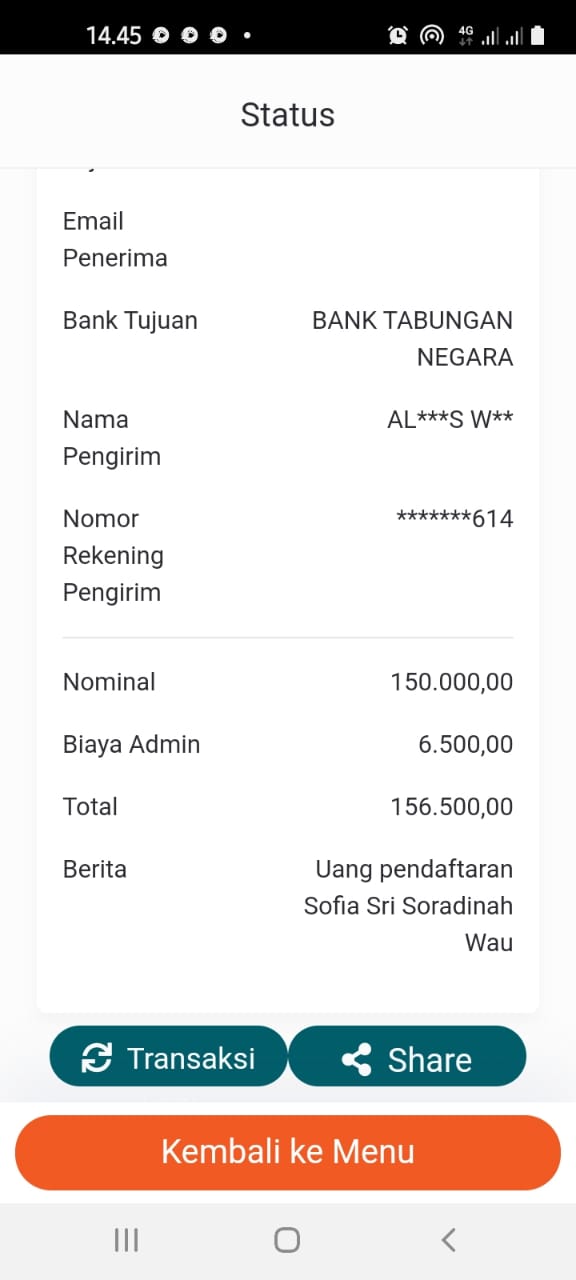 14.45
4G
Status
Email
Penerima
Bank Tujuan BANK TABUNGAN
NEGARA
Nama AL***S W**
Pengirim
Nomor *******614
Rekening
Pengirim
Nominal 150.000,00
Biaya Admin 6.500,00
Total 156.500,00
Berita Uang pendaftaran
Sofia Sri Soradinah
Wau
Transaksi Share
Kembali ke Menu